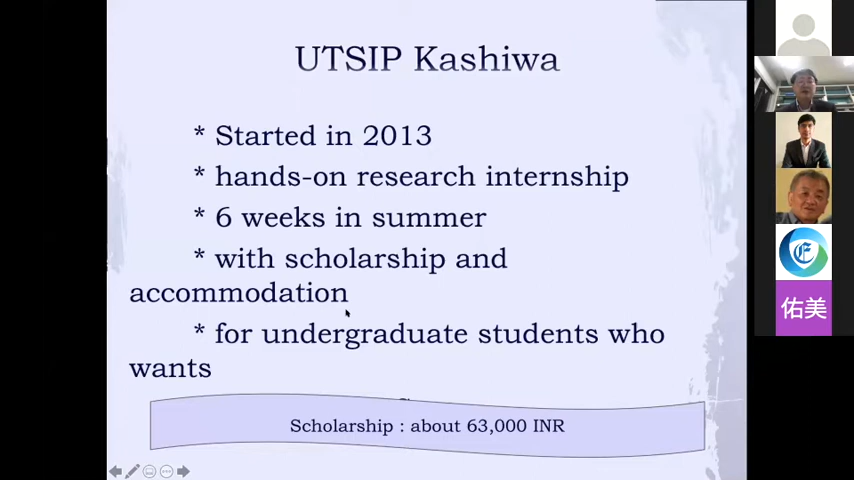 UTSIP Kashiwa
* Started in 2013
* hands-on research internship
* 6 weeks in summer
* with scholarship and
accommodation
* for undergraduate students who
wants
Scholarship : about 63,000 INR
佑美